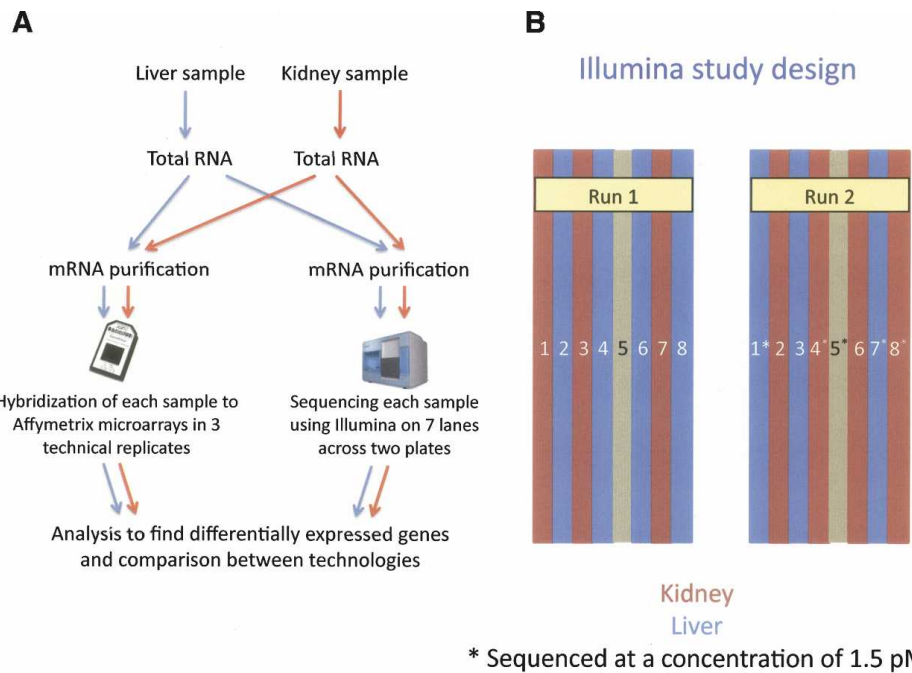 A
Liver sample
Kidney sample
Total RNA
Total RNA
mRNA purification
mRNA purification
Hybridization of each sample to
Affymetrix microarrays in 3
technical replicates
Sequencing each sample
using Illumina on 7 lanes
across two plates
Analysis to find differentially expressed genes
and comparison between technologies
B
Illumina study design
Run 1
1 2 3 4 5 6 7 8
Run 2
1* 2 3 4* 5* 6 7* 8*
Kidney
Liver
* Sequenced at a concentration of 1.5